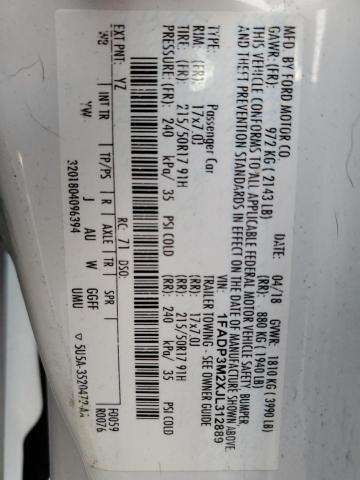 MFD BY FORD MOTOR CO
DATE: 04/18 GVWR: 1810 KG ( 3990 LB)
GAWR: (FR): 972 KG ( 2143 LB) (RR): 880 KG ( 1940 LB)
THIS VEHICLE CONFORMS TO ALL APPLICABLE FEDERAL MOTOR VEHICLE SAFETY, BUMPER,
AND THEFT PREVENTION STANDARDS IN EFFECT ON THE DATE OF MANUFACTURE SHOWN ABOVE.
VIN: 1FADP3M2XJL312889
TYPE: Passenger Car TRAILER TOWING - SEE OWNER GUIDE
RIM: (FR): 17x7.0J (RR): 17x7.0J
TIRE: (FR): 215/50R17 91H (RR): 215/50R17 91H
PRESSURE: (FR): 240 kPa/ 35 PSI COLD (RR): 240 kPa/ 35 PSI COLD
EXT PNT: YZ RC: 71 DSO:
WB INT TR TP/PS R AXLE TR SPR
YW J AU W GGFF
3201804096394 UMU
F0059
R0076
5U5A-3520472-AA